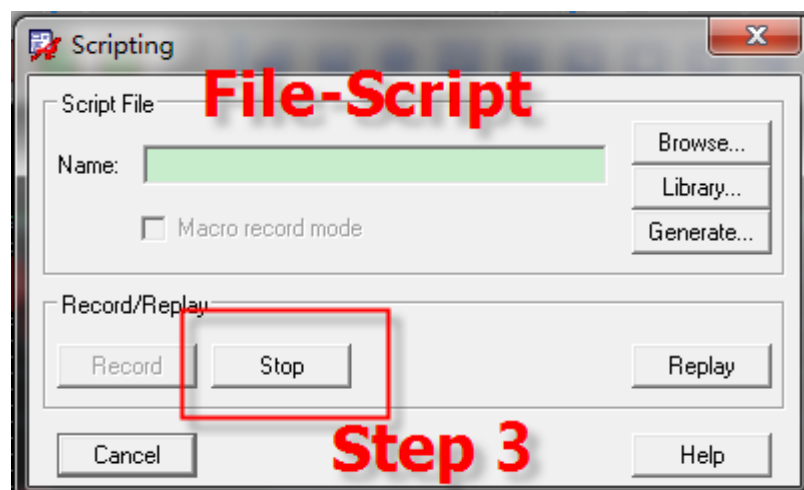 Scripting
File-Script
Script File
Name:
Browse...
Library...
Macro record mode
Generate...
Record/Replay
Record
Stop
Replay
Cancel
Step 3
Help